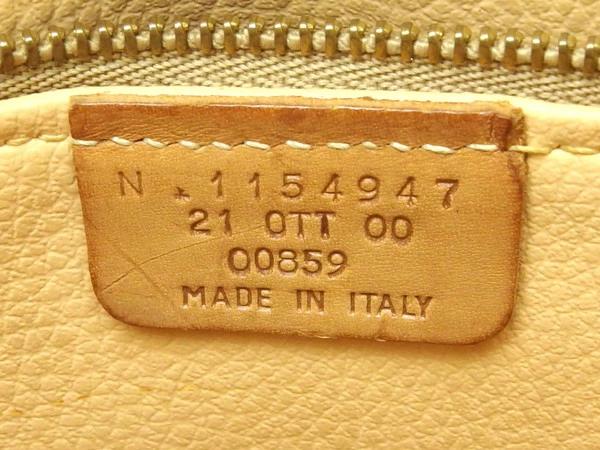 N *1154947
21 OTT 00
00859
MADE IN ITALY